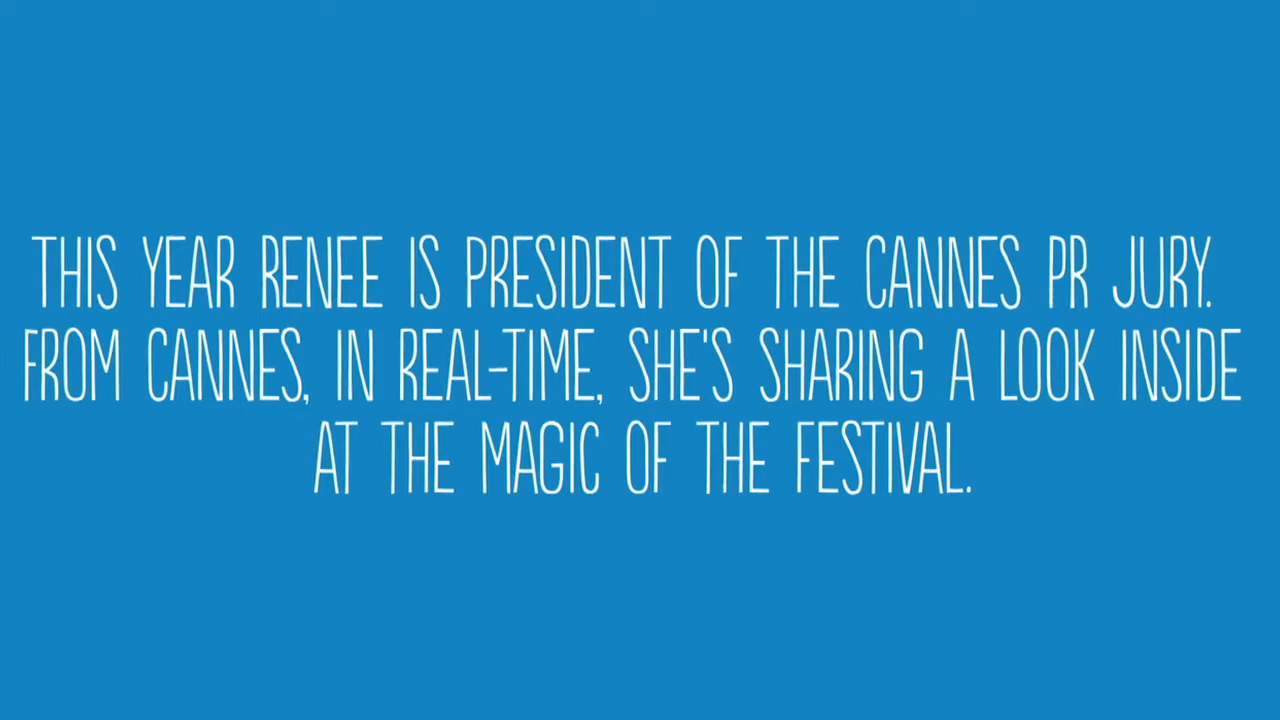 THIS YEAR RENEE IS PRESIDENT OF THE CANNES PR JURY.
FROM CANNES, IN REAL-TIME, SHE'S SHARING A LOOK INSIDE
AT THE MAGIC OF THE FESTIVAL.